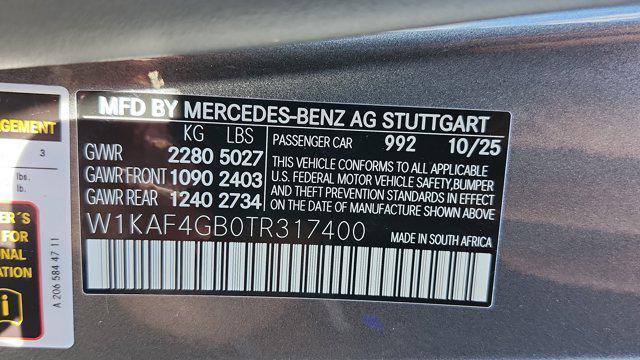 MFD BY MERCEDES-BENZ AG STUTTGART
KG LBS
GVWR 2280 5027
GAWR FRONT 1090 2403
GAWR REAR 1240 2734
PASSENGER CAR 992 10/25
THIS VEHICLE CONFORMS TO ALL APPLICABLE
U.S. FEDERAL MOTOR VEHICLE SAFETY, BUMPER
AND THEFT PREVENTION STANDARDS IN EFFECT
ON THE DATE OF MANUFACTURE SHOWN ABOVE
W1KAF4GB0TR317400
MADE IN SOUTH AFRICA
3
lbs.
lb.
FOR
A 206 584 47 11